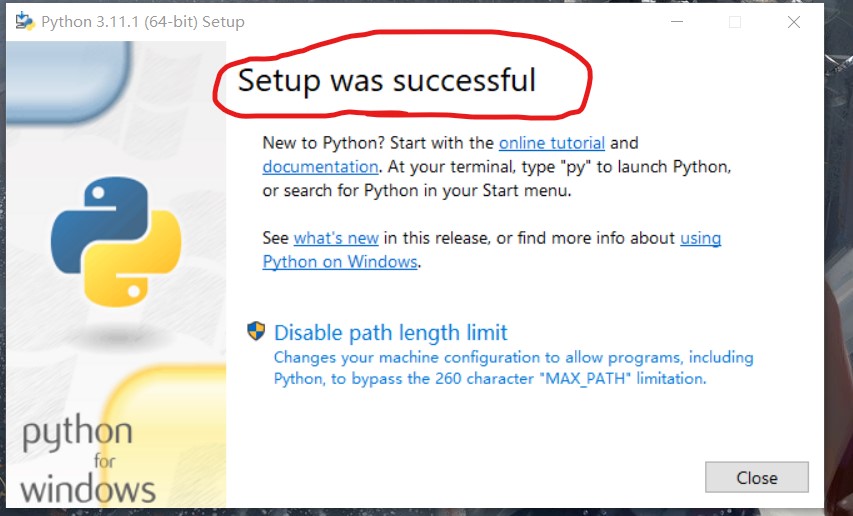 Python 3.11.1 (64-bit) Setup
Setup was successful
New to Python? Start with the online tutorial and
documentation. At your terminal, type "py" to launch Python,
or search for Python in your Start menu.
See what's new in this release, or find more info about using
Python on Windows.
Disable path length limit
Changes your machine configuration to allow programs, including
Python, to bypass the 260 character "MAX_PATH" limitation.
python
for
windows
Close